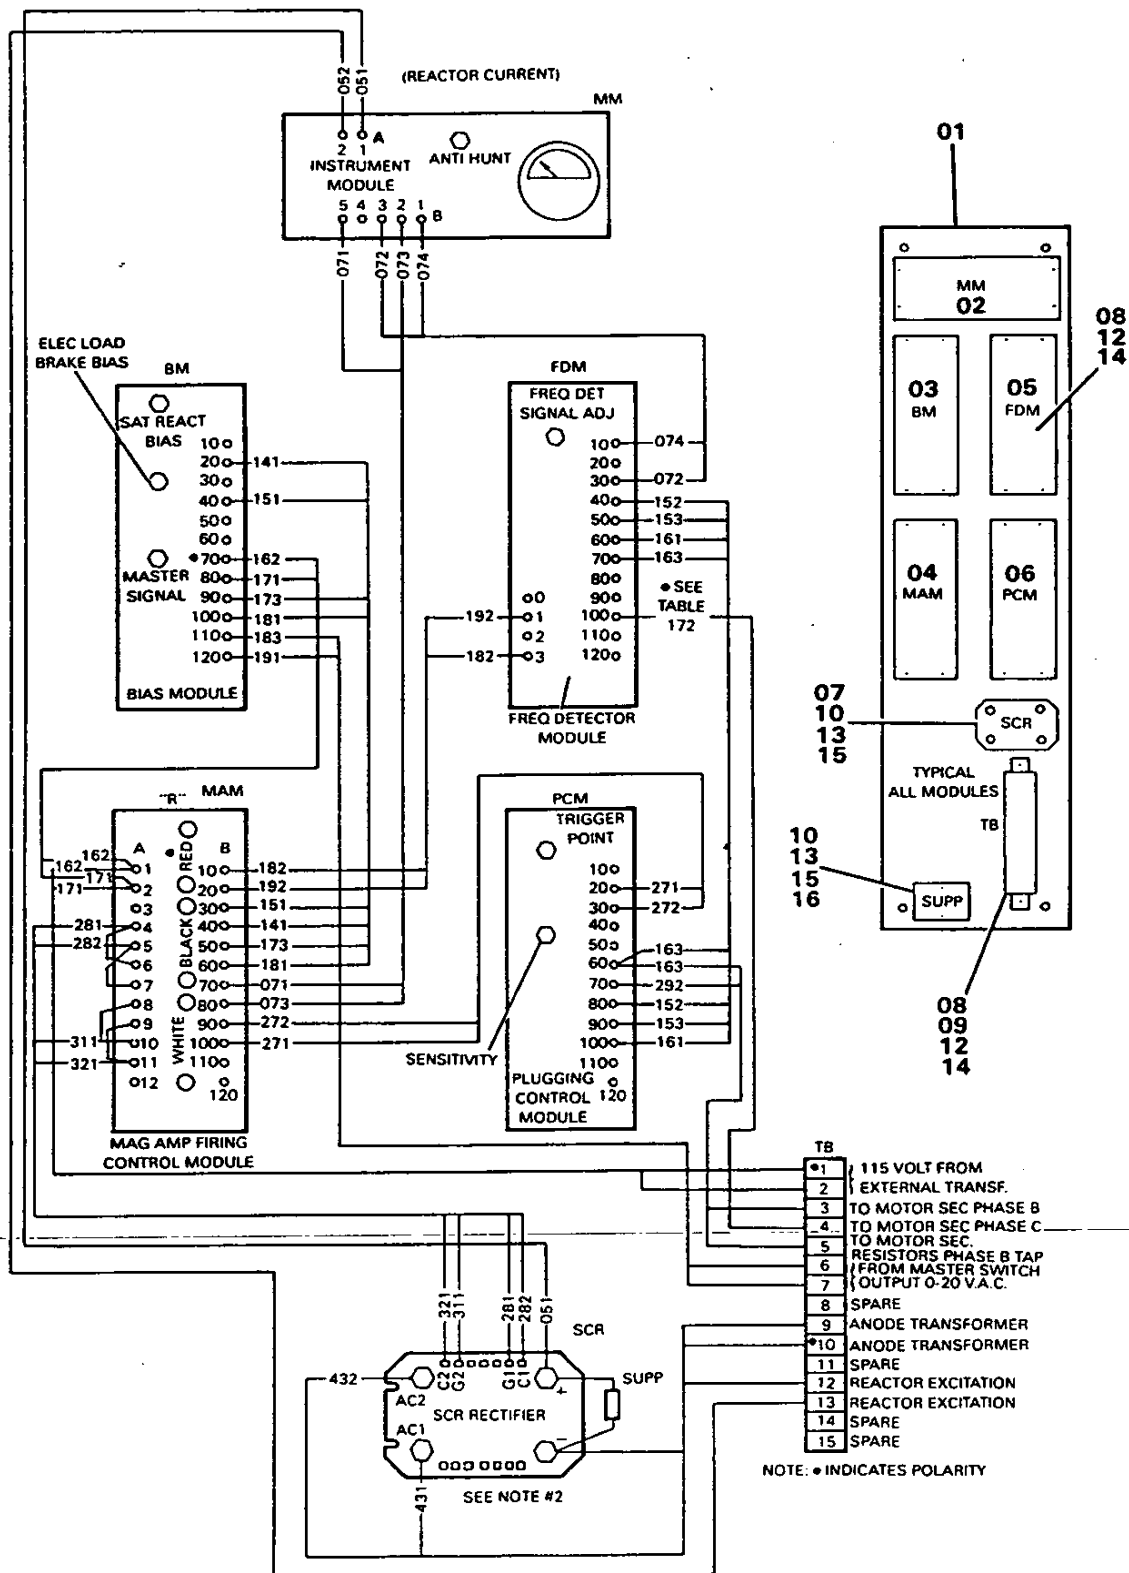 052
051
(REACTOR CURRENT)
MM
A
2 1
ANTI HUNT
INSTRUMENT
MODULE
5 4 3 2 1
B
071
072
073
074
ELEC LOAD
BRAKE BIAS
BM
SAT REACT
BIAS
10
20 141
30
40 151
50
60
70 162
MASTER
SIGNAL
80 171
90 173
100 181
110 183
120 191
BIAS MODULE
FDM
FREQ DET
SIGNAL ADJ
10 074
20
30 072
40 152
50 153
60 161
70 163
80
90
100
110
120
SEE
TABLE
172
0
192 1
2
182 3
FREQ DETECTOR
MODULE
"R"
MAM
A
B
RED
BLACK
WHITE
162
162
1
171
171
2
3
281 4
282 5
6
7
8
9
311 10
321 11
12
10 182
20 192
30 151
40 141
50 173
60 181
70 071
80 073
90 272
100 271
110
120
MAG AMP FIRING
CONTROL MODULE
PCM
TRIGGER
POINT
10
20 271
30 272
40
50
60 163
163
70 292
80 152
90 153
100 161
110
120
SENSITIVITY
PLUGGING
CONTROL
MODULE
01
MM
02
03
BM
05
FDM
08
12
14
04
MAM
06
PCM
07
10
13
15
SCR
TYPICAL
ALL MODULES
TB
10
13
15
16
SUPP
08
09
12
14
TB
1 115 VOLT FROM
2 EXTERNAL TRANSF.
3 TO MOTOR SEC PHASE B
4 TO MOTOR SEC PHASE C
5 TO MOTOR SEC.
RESISTORS PHASE B TAP
6 FROM MASTER SWITCH
7 OUTPUT 0-20 V.A.C.
8 SPARE
9 ANODE TRANSFORMER
10 ANODE TRANSFORMER
11 SPARE
12 REACTOR EXCITATION
13 REACTOR EXCITATION
14 SPARE
15 SPARE
NOTE: • INDICATES POLARITY
321
311
281
282
051
SCR
432
C2
G2
G1
C1
AC2
+
SUPP
SCR RECTIFIER
AC1
−
431
SEE NOTE #2